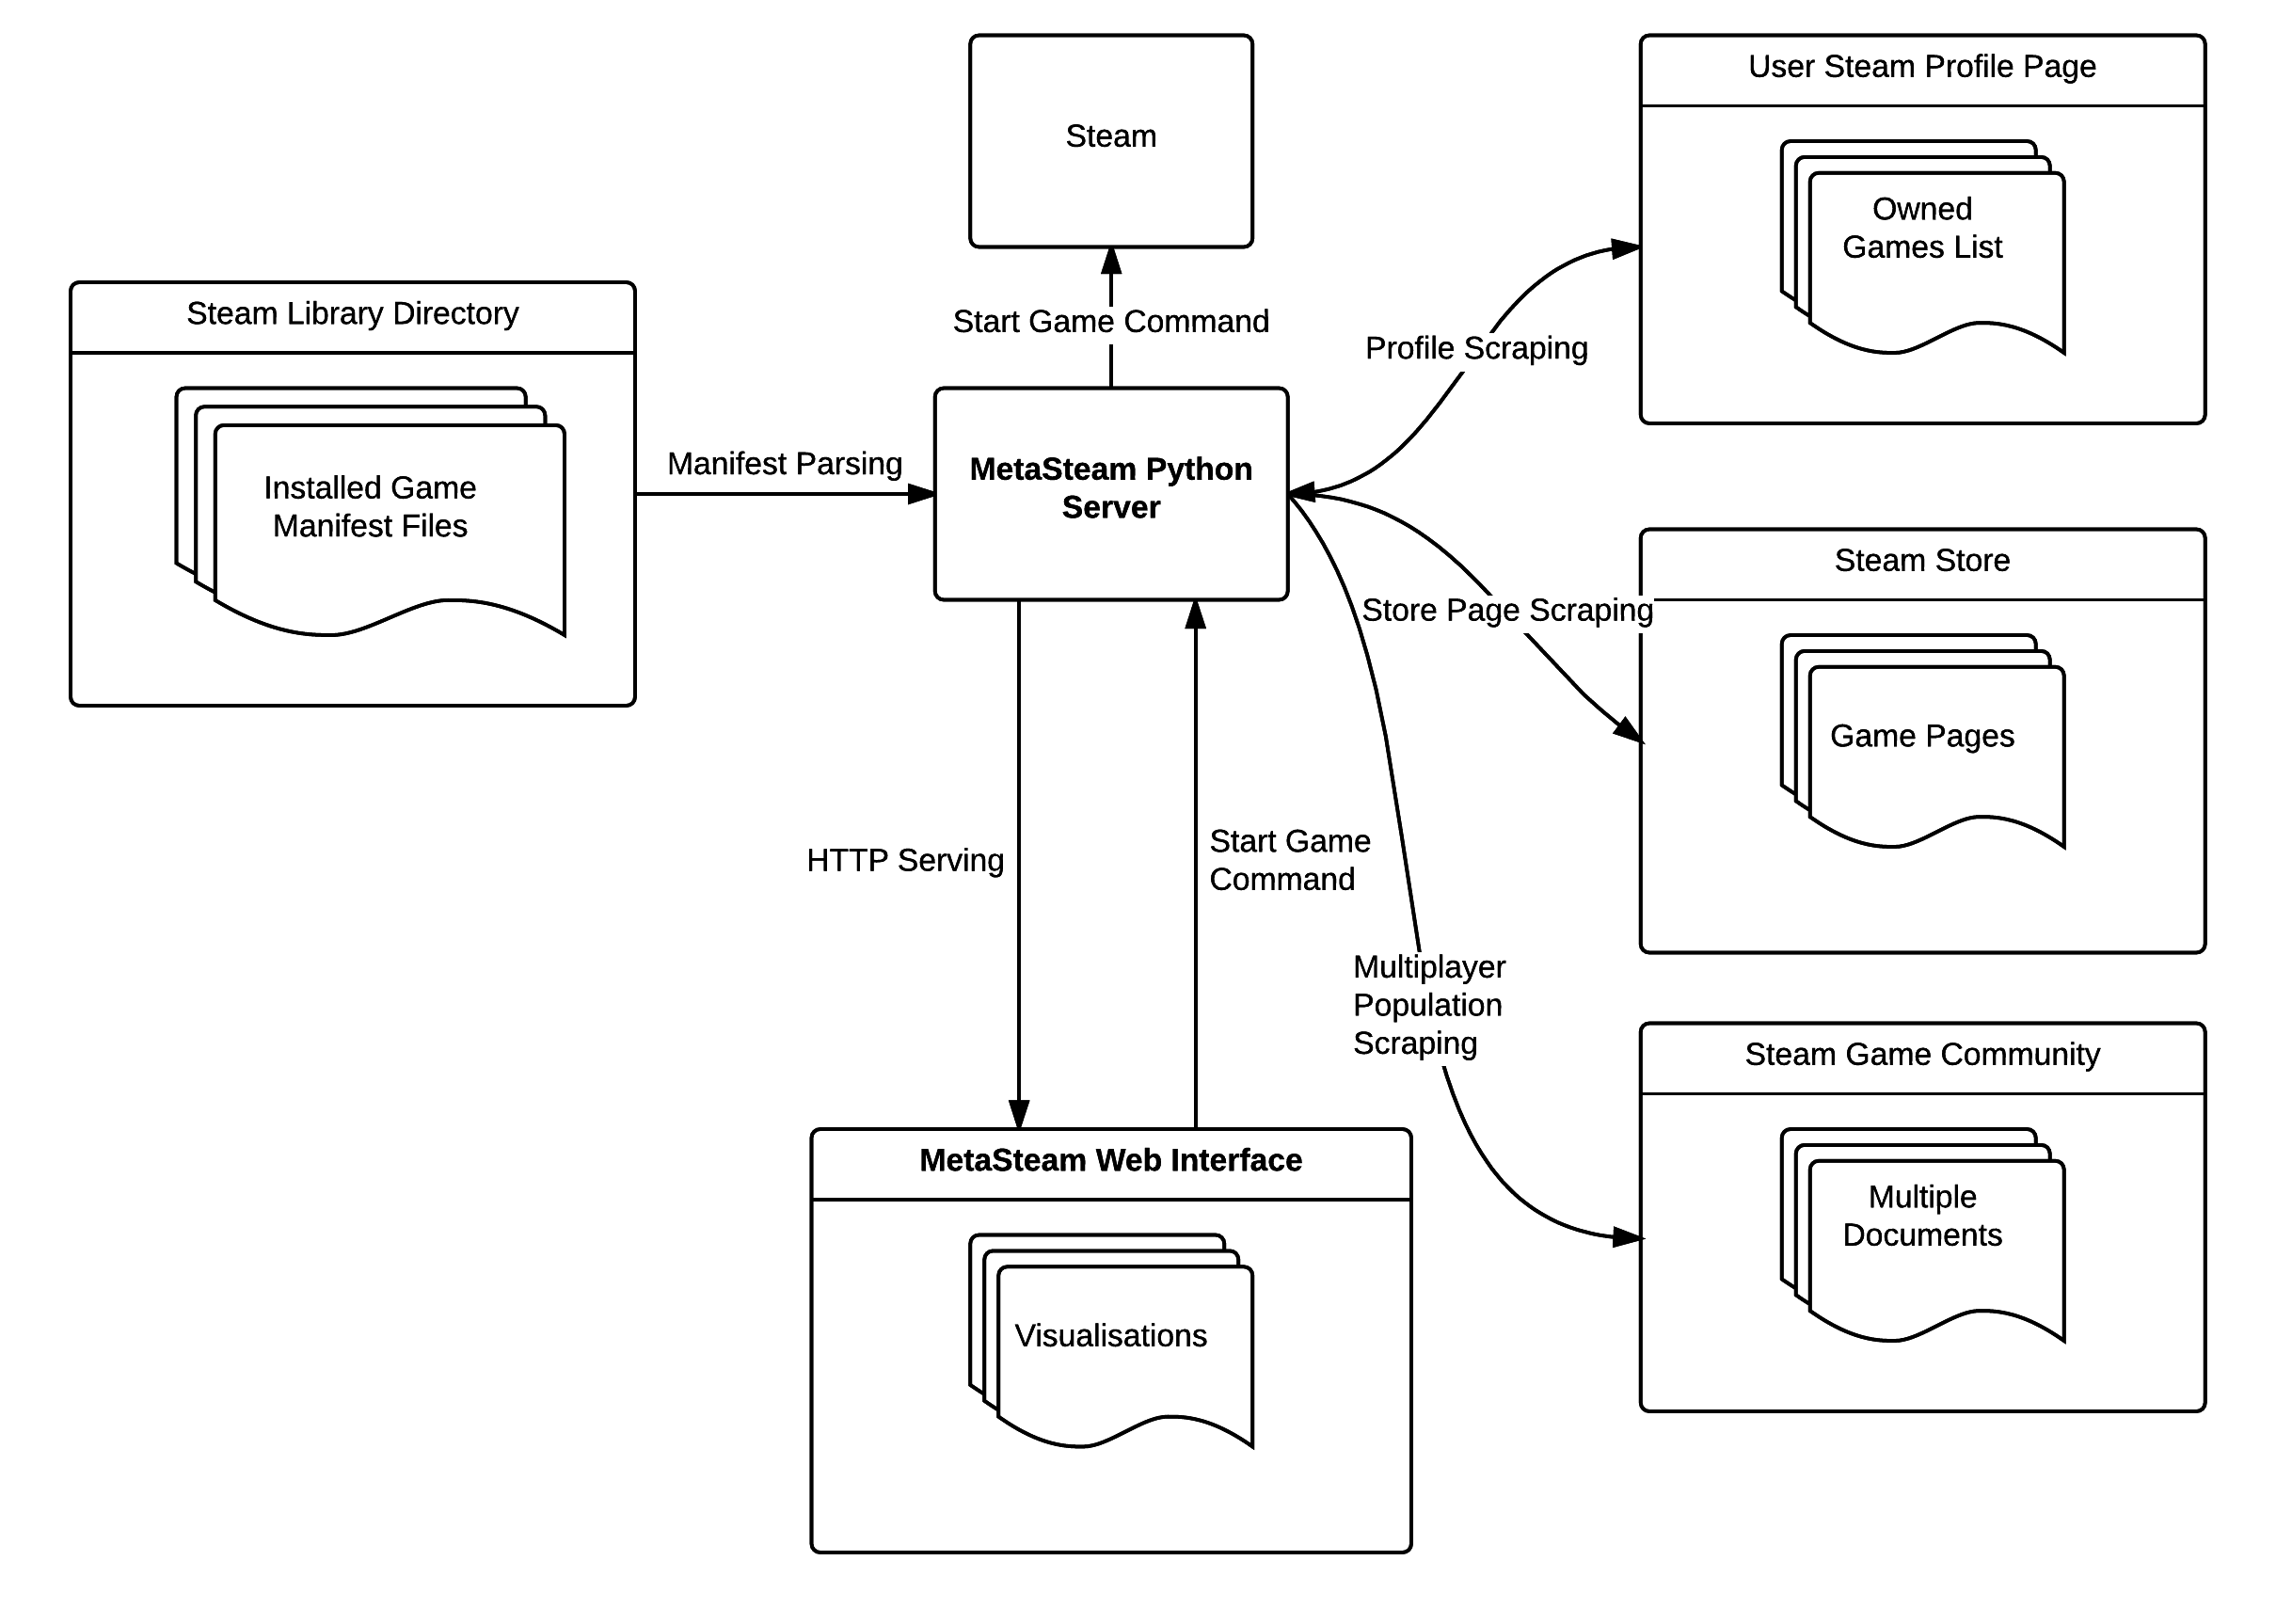 Steam
User Steam Profile Page
Owned
Games List
Steam Library Directory
Installed Game
Manifest Files
Start Game Command
Profile Scraping
Manifest Parsing
MetaSteam Python
Server
Steam Store
Store Page Scraping
Game Pages
HTTP Serving
Start Game
Command
Multiplayer
Population
Scraping
Steam Game Community
Multiple
Documents
MetaSteam Web Interface
Visualisations